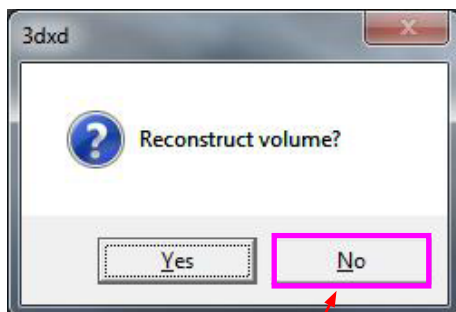 3dxd
Reconstruct volume?
Yes
No